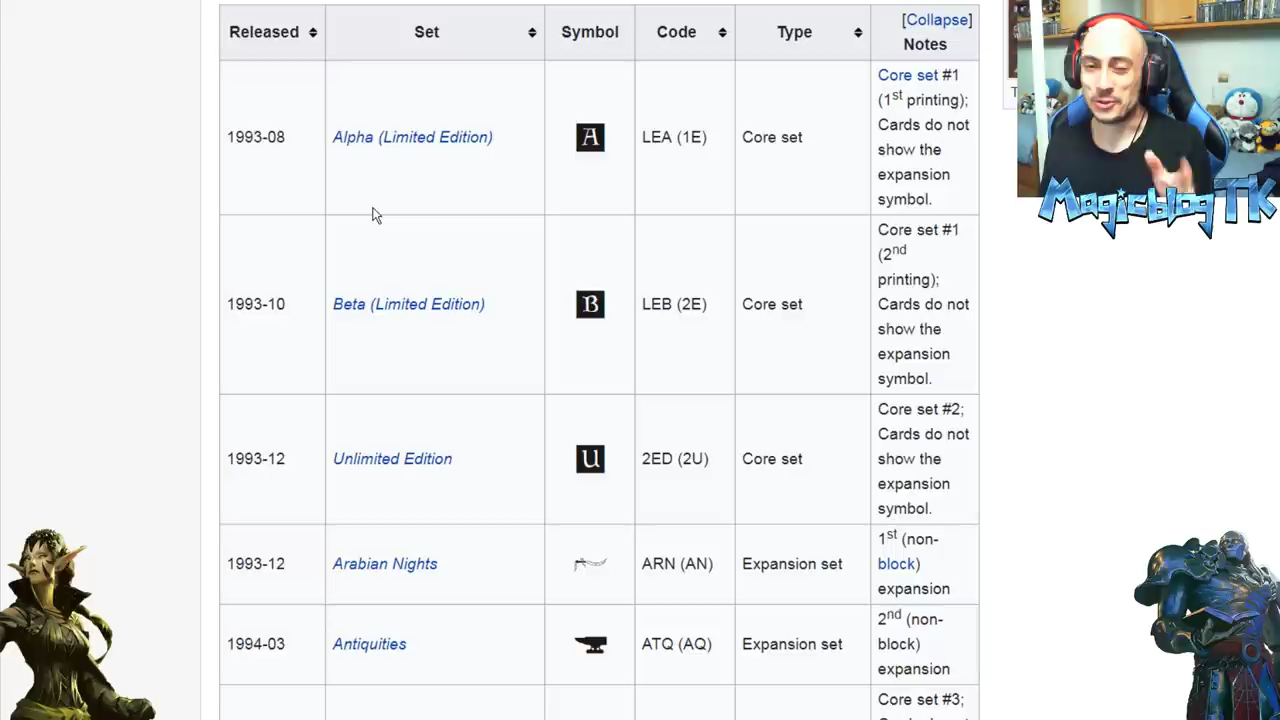 Released
Set
Symbol
Code
Type
[Collapse]
Notes
1993-08
Alpha (Limited Edition)
A
LEA (1E)
Core set
Core set #1
(1st printing);
Cards do not
show the
expansion
symbol.
1993-10
Beta (Limited Edition)
B
LEB (2E)
Core set
Core set #1
(2nd
printing);
Cards do not
show the
expansion
symbol.
1993-12
Unlimited Edition
U
2ED (2U)
Core set
Core set #2;
Cards do not
show the
expansion
symbol.
1993-12
Arabian Nights
ARN (AN)
Expansion set
1st (non-
block)
expansion
1994-03
Antiquities
ATQ (AQ)
Expansion set
2nd (non-
block)
expansion
Core set #3;
MagicblogTK